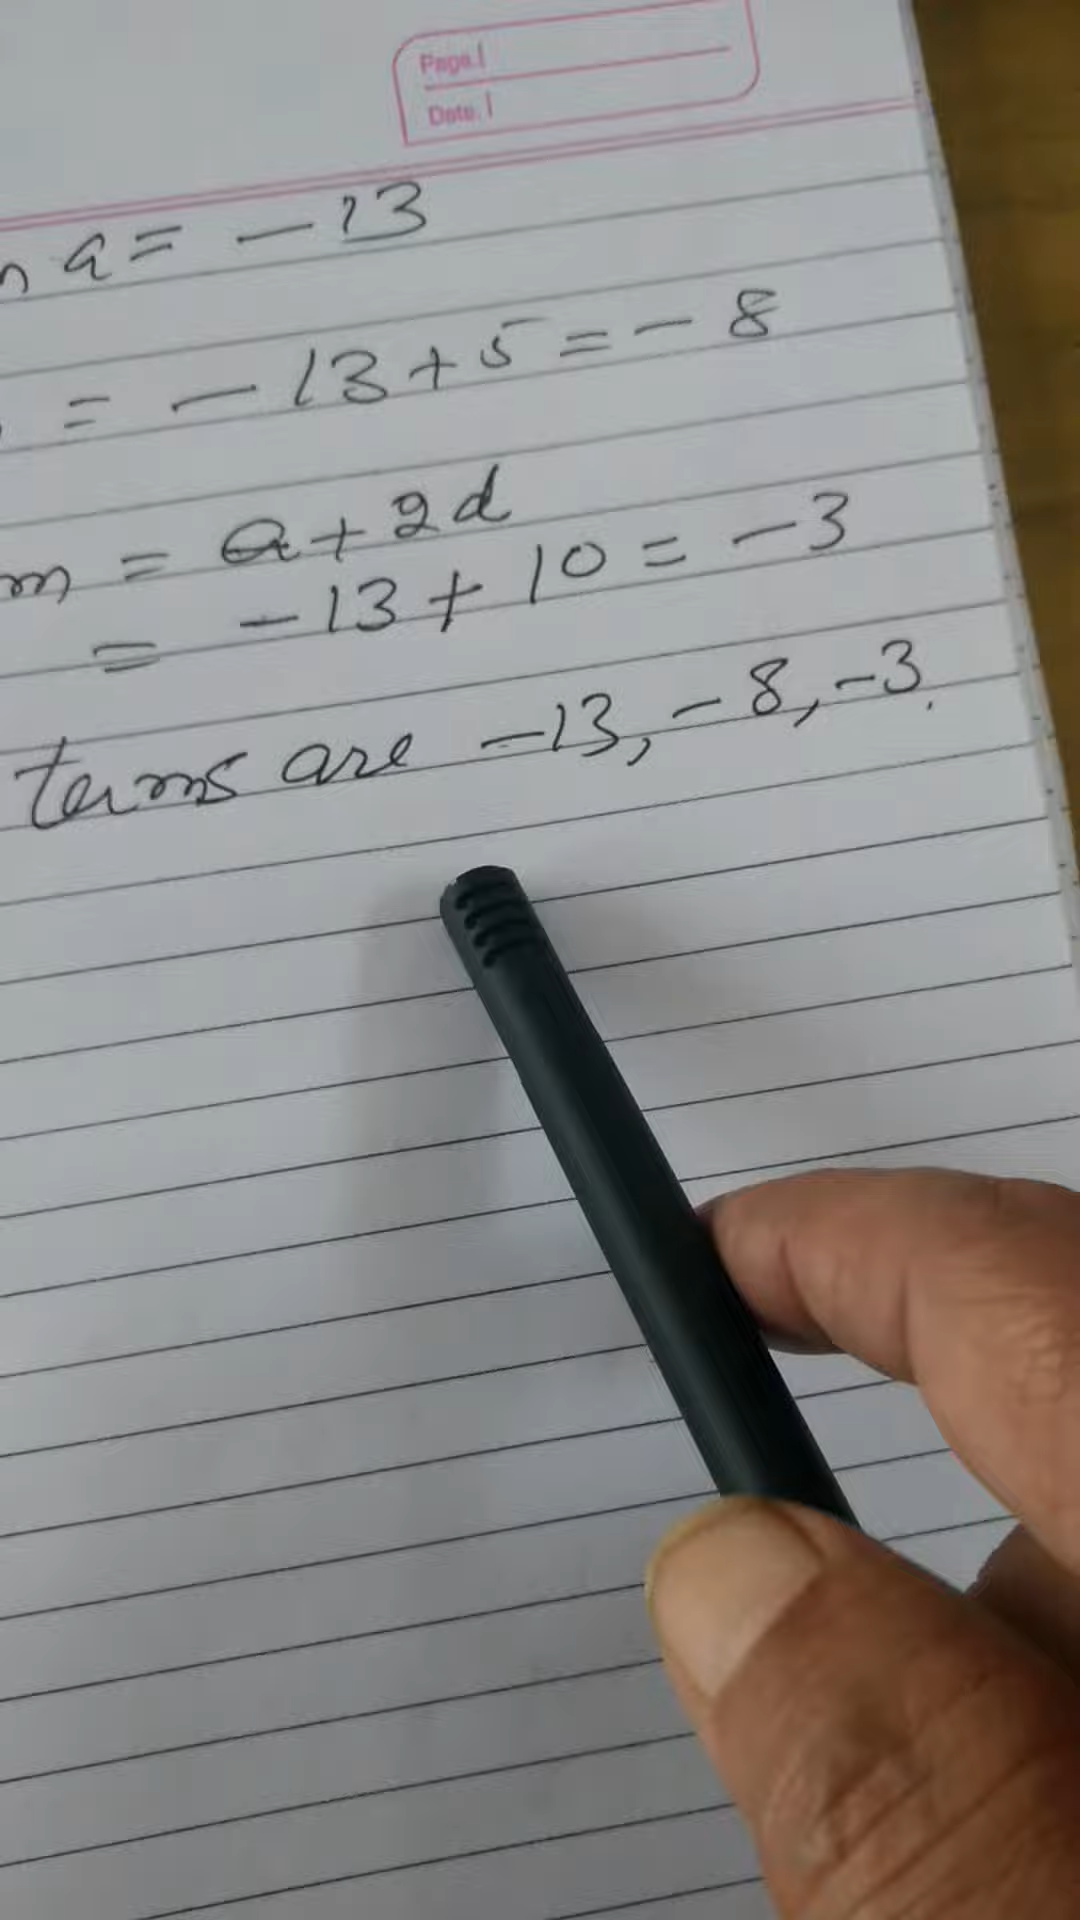 Page.
Date.
a = -13
= -13+5 = -8
= a+2d
= -13 + 10 = -3
terms are -13, -8, -3.